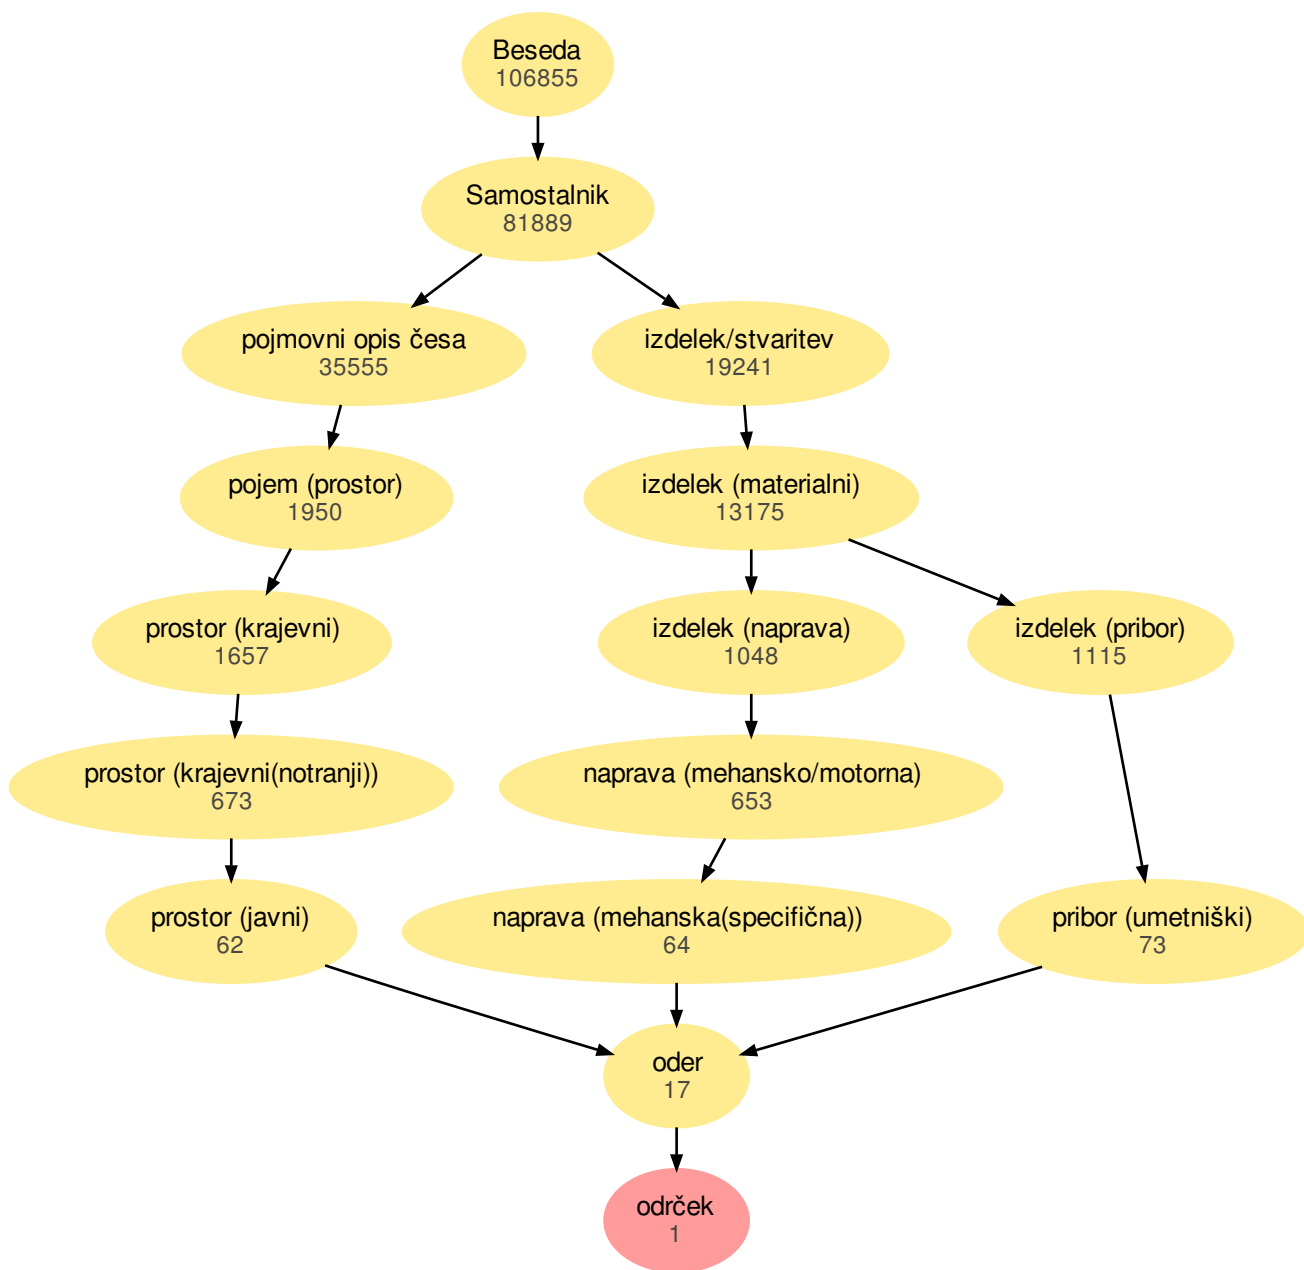 Beseda
106855
Samostalnik
81889
pojmovni opis česa
35555
izdelek/stvaritev
19241
pojem (prostor)
1950
izdelek (materialni)
13175
prostor (krajevni)
1657
izdelek (naprava)
1048
izdelek (pribor)
1115
prostor (krajevni(notranji))
673
naprava (mehansko/motorna)
653
prostor (javni)
62
naprava (mehanska(specifična))
64
pribor (umetniški)
73
oder
17
odrček
1